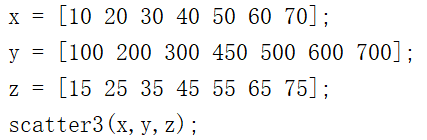 x = [10 20 30 40 50 60 70];
y = [100 200 300 450 500 600 700];
z = [15 25 35 45 55 65 75];
scatter3(x,y,z);